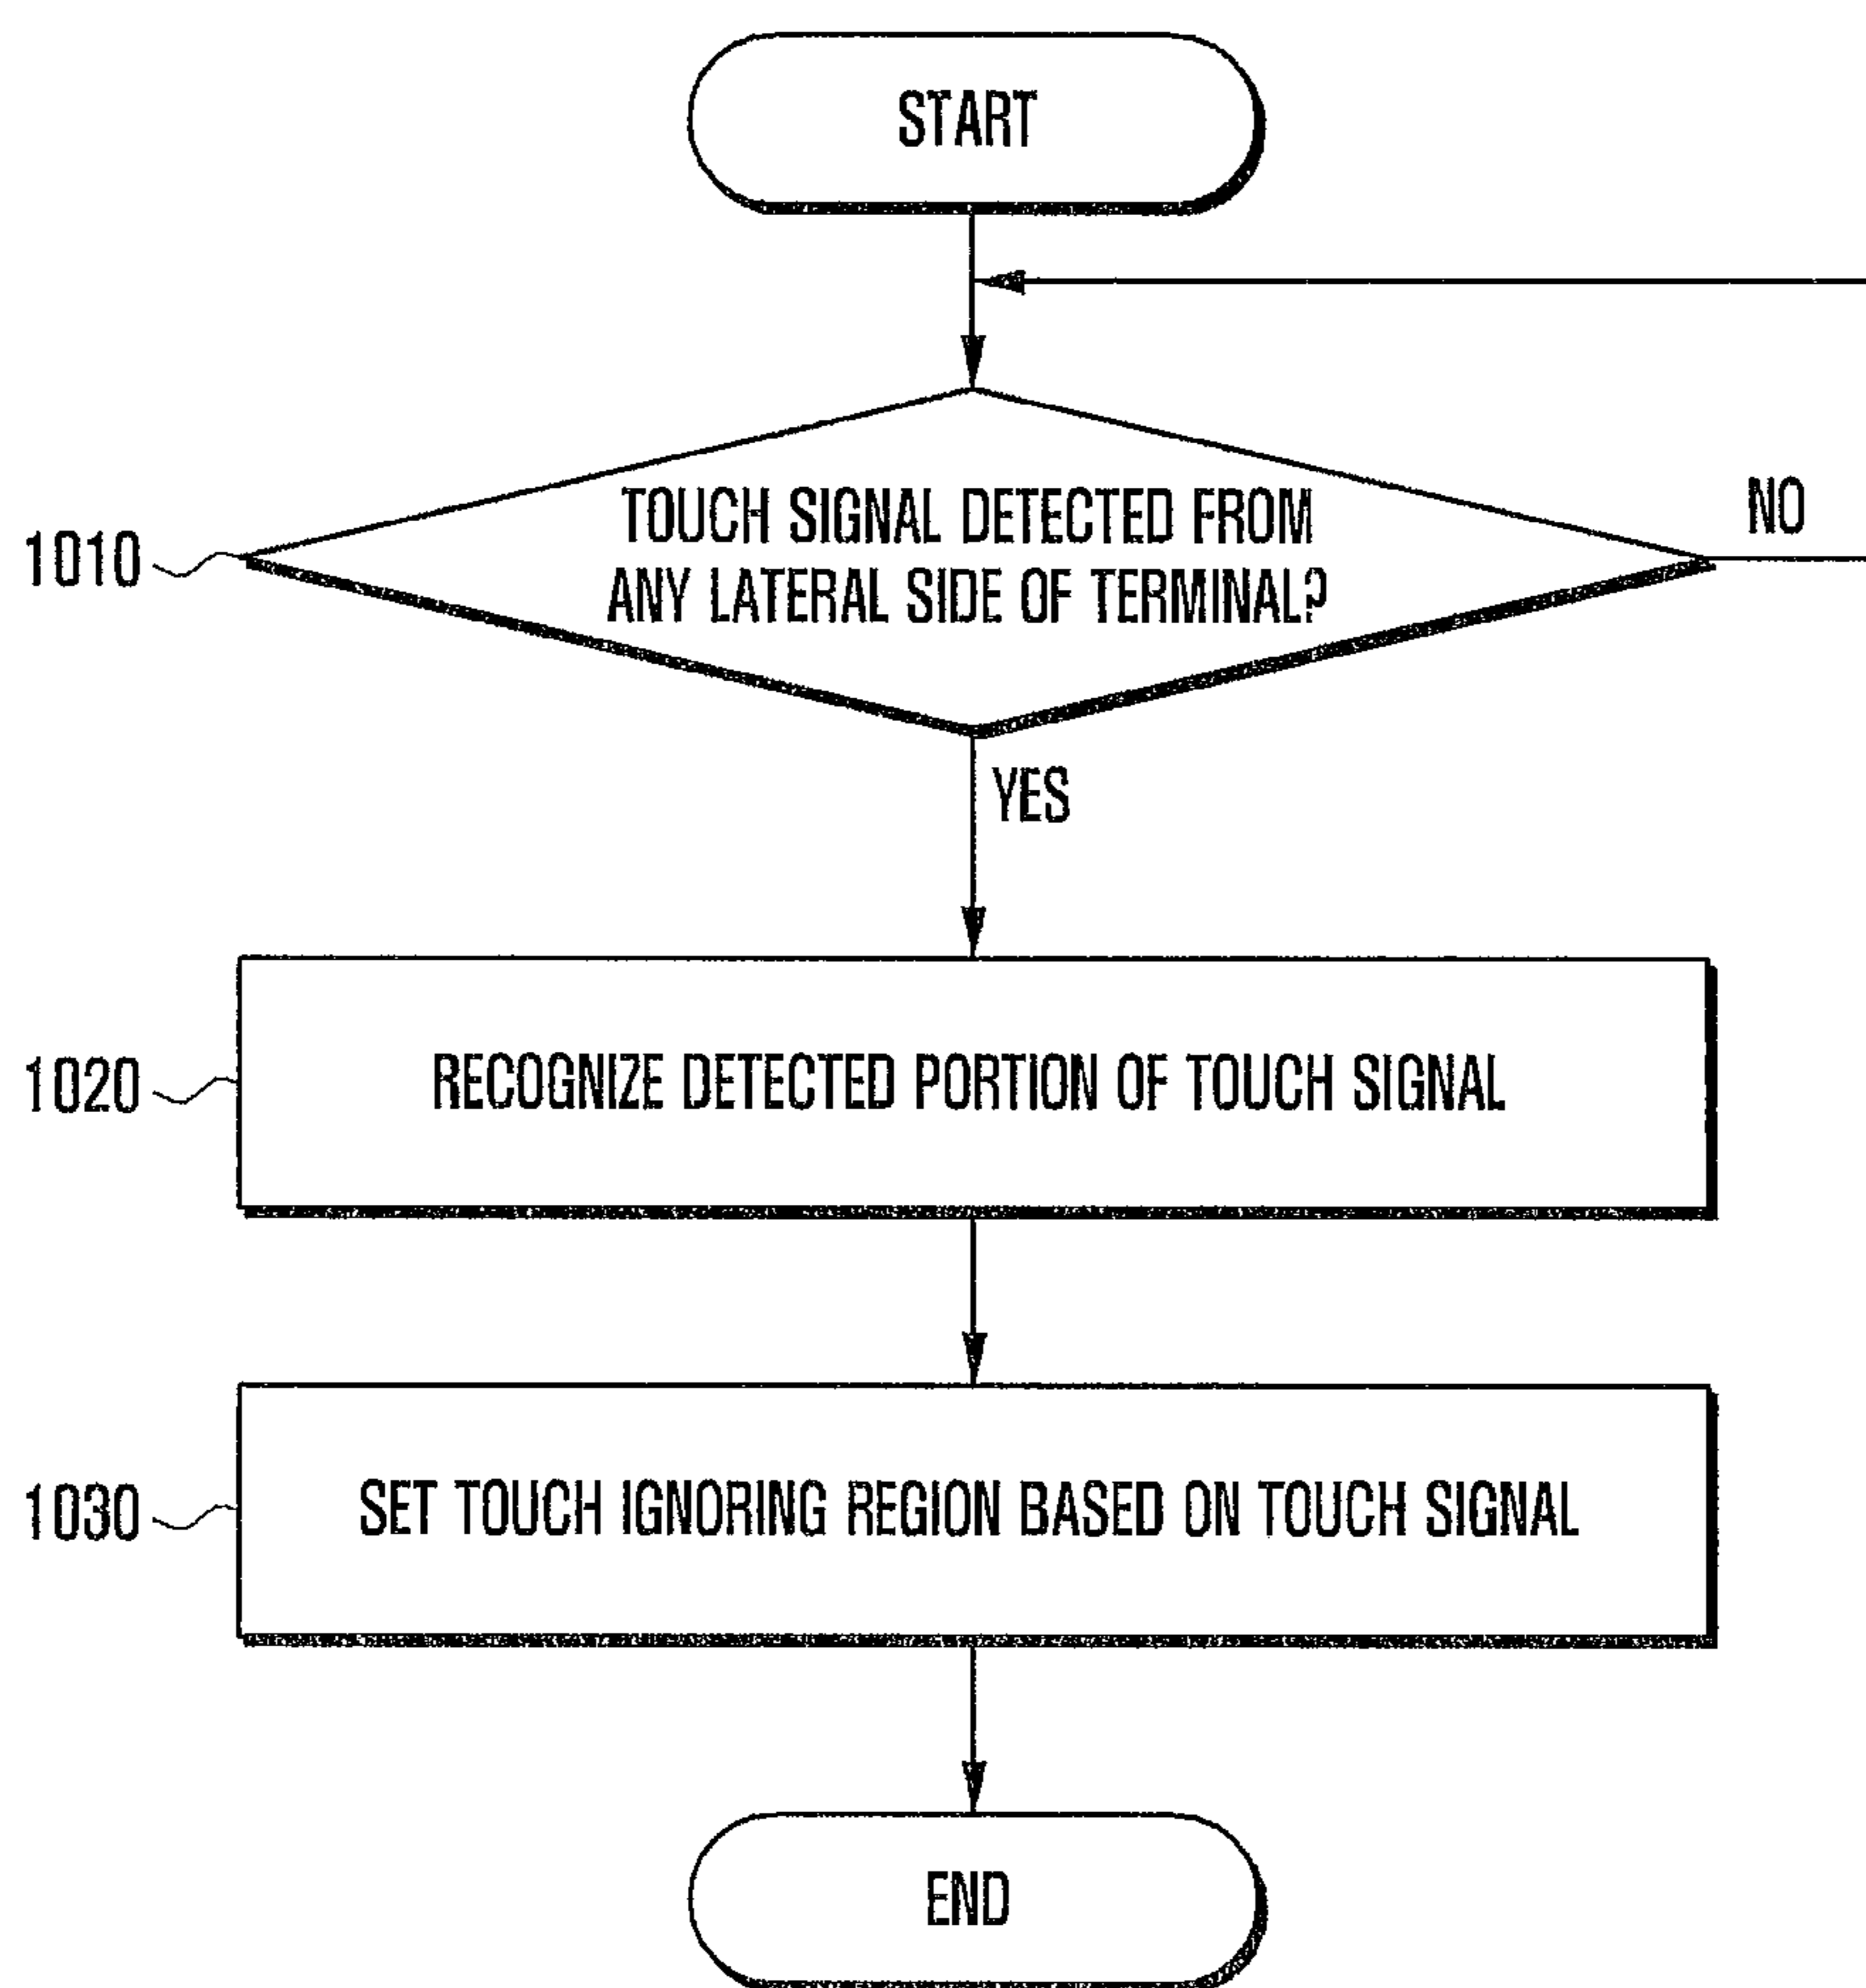 START
TOUCH SIGNAL DETECTED FROM
ANY LATERAL SIDE OF TERMINAL?
NO
1010
YES
1020
RECOGNIZE DETECTED PORTION OF TOUCH SIGNAL
1030
SET TOUCH IGNORING REGION BASED ON TOUCH SIGNAL
END